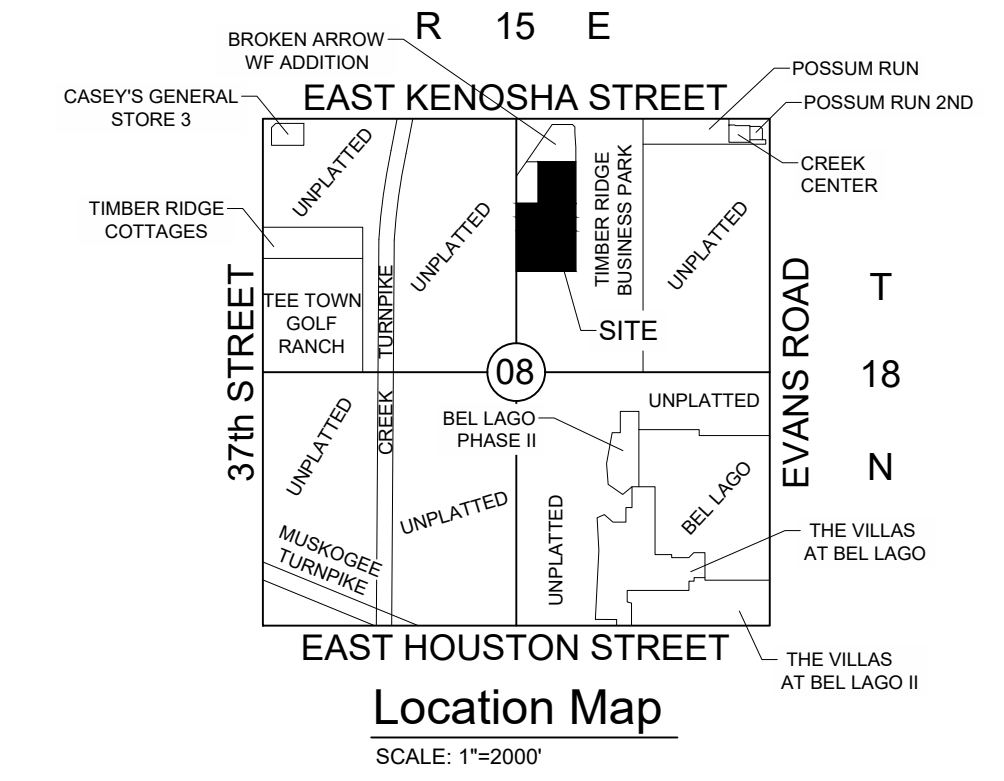 R 15 E
BROKEN ARROW
WF ADDITION
POSSUM RUN
CASEY'S GENERAL
STORE 3
EAST KENOSHA STREET
POSSUM RUN 2ND
CREEK
CENTER
UNPLATTED
UNPLATTED
TIMBER RIDGE
BUSINESS PARK
UNPLATTED
TIMBER RIDGE
COTTAGES
TEE TOWN
GOLF
RANCH
CREEK TURNPIKE
SITE
37th STREET
EVANS ROAD
T
18
N
08
BEL LAGO
PHASE II
UNPLATTED
UNPLATTED
UNPLATTED
UNPLATTED
BEL LAGO
THE VILLAS
AT BEL LAGO
MUSKOGEE
TURNPIKE
EAST HOUSTON STREET
THE VILLAS
AT BEL LAGO II
Location Map
SCALE: 1"=2000'